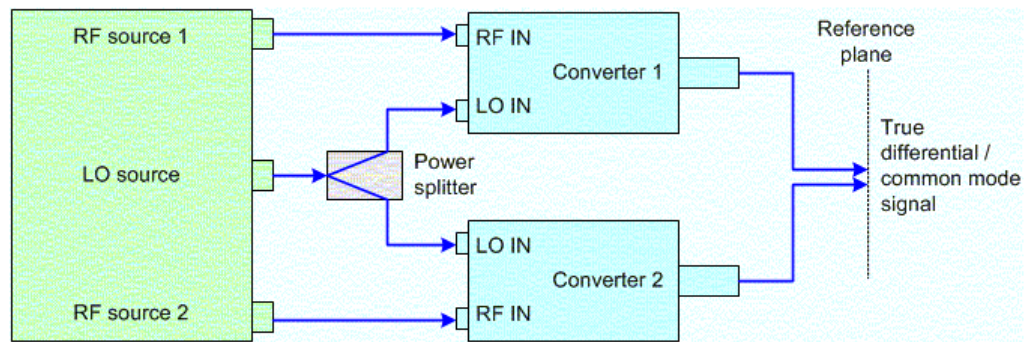 RF source 1
LO source
RF source 2
Power
splitter
RF IN
Converter 1
LO IN
LO IN
Converter 2
RF IN
Reference
plane
True
differential /
common mode
signal